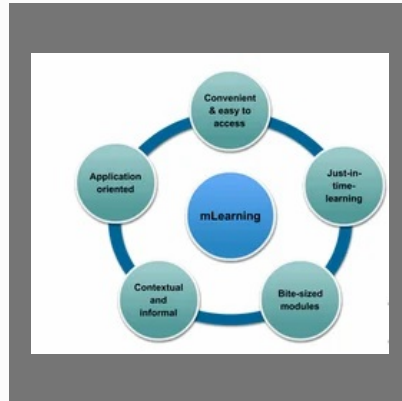 Convenient
& easy to
access
Application
oriented
Just-in-
time-
learning
mLearning
Contextual
and
informal
Bite-sized
modules